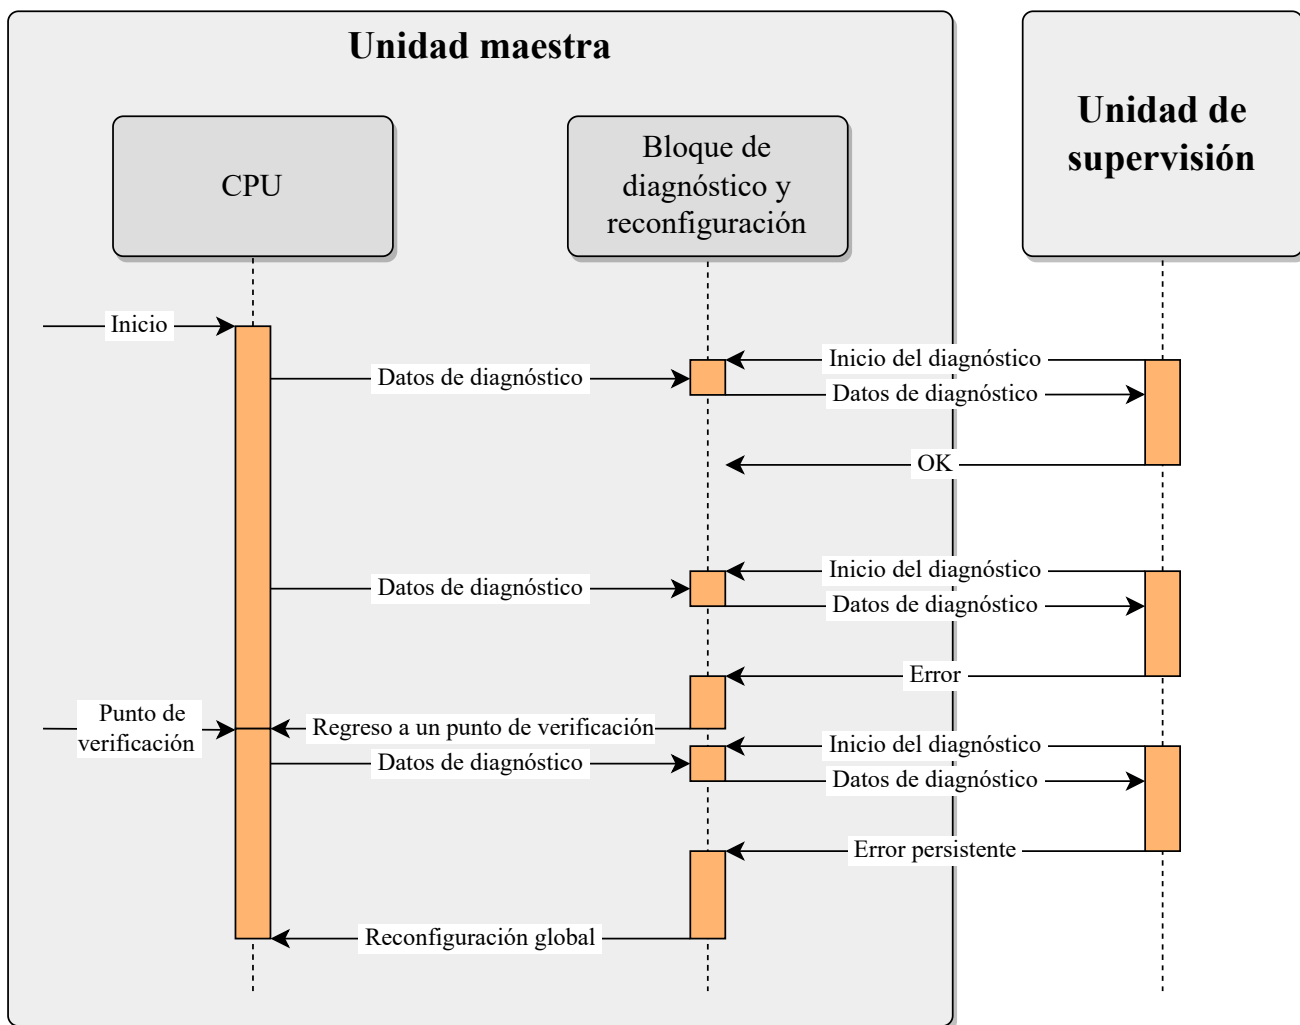 Unidad maestra
Unidad de
supervisión
CPU
Bloque de
diagnóstico y
reconfiguración
Inicio
Inicio del diagnóstico
Datos de diagnóstico
Datos de diagnóstico
OK
Inicio del diagnóstico
Datos de diagnóstico
Datos de diagnóstico
Error
Punto de
verificación
Regreso a un punto de verificación
Inicio del diagnóstico
Datos de diagnóstico
Datos de diagnóstico
Error persistente
Reconfiguración global